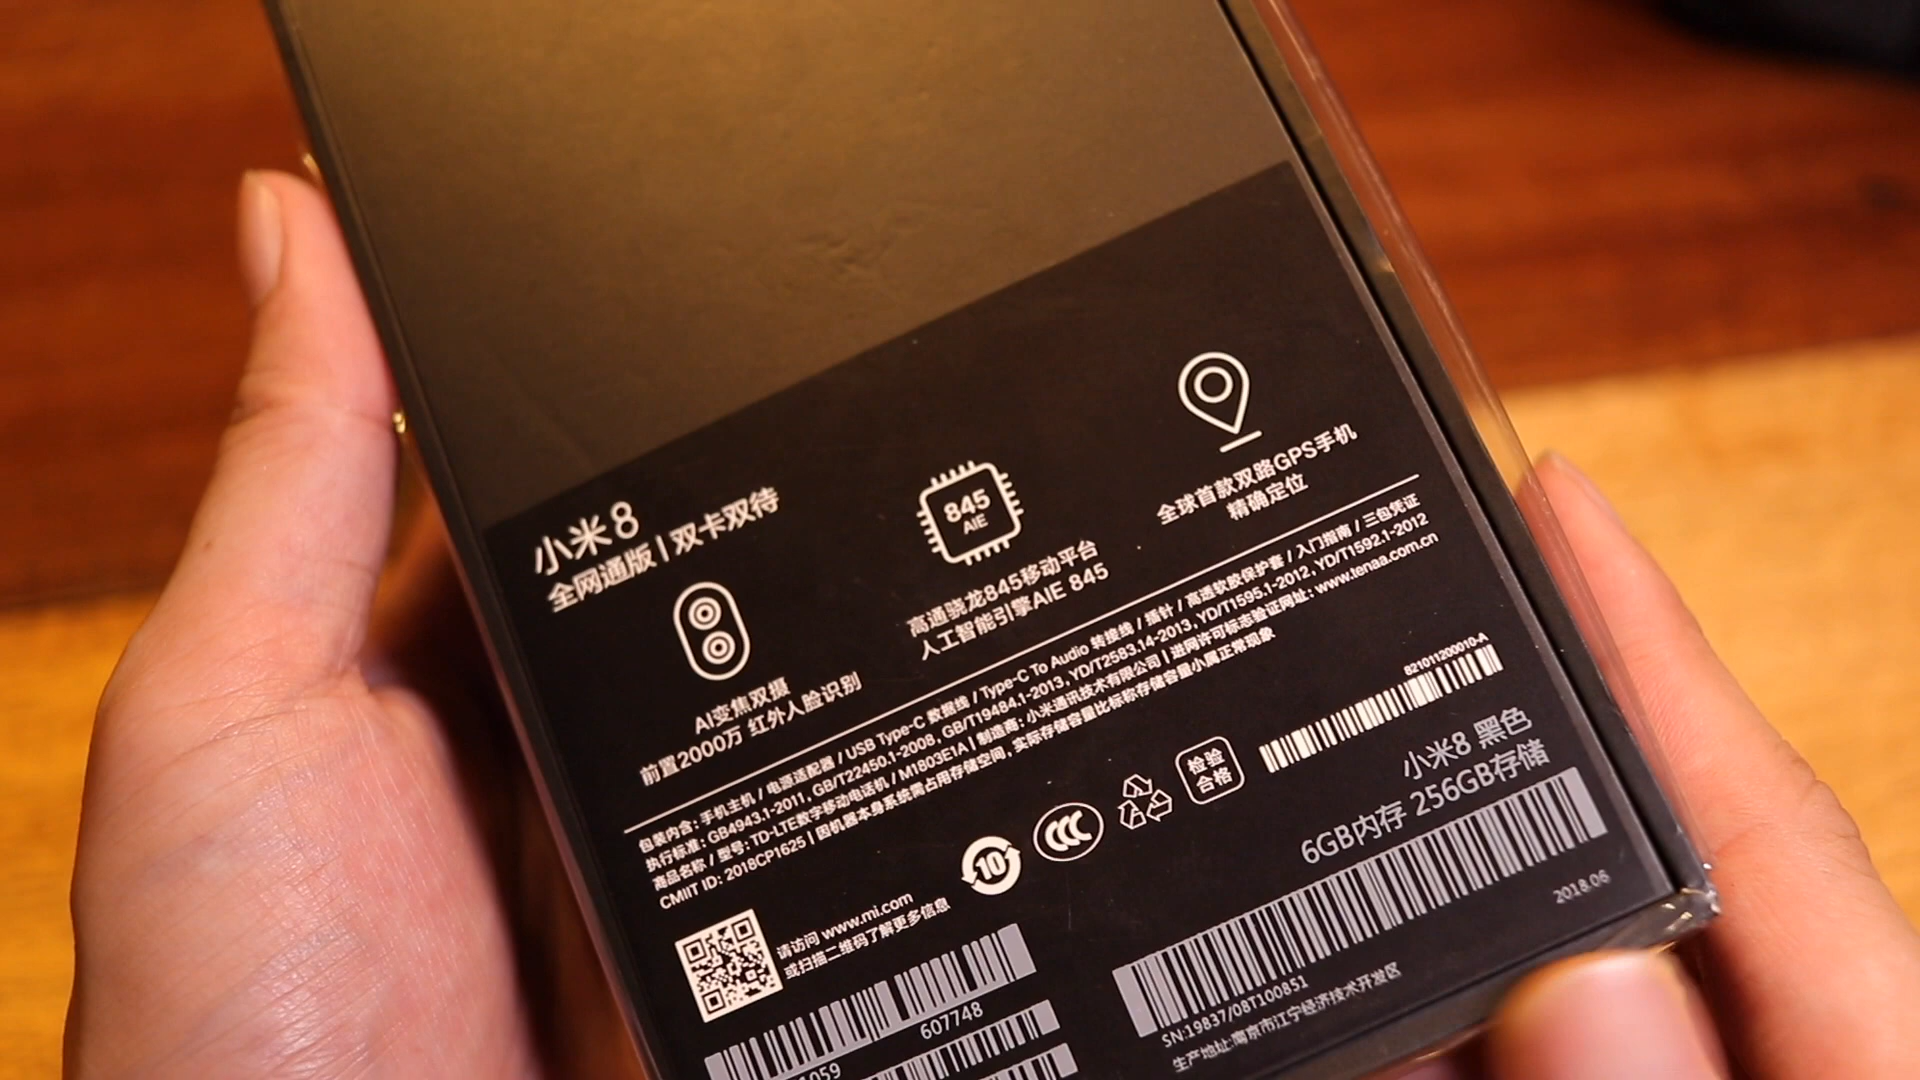 小米8
全网通版 | 双卡双待
AI变焦双摄
前置2000万 红外人脸识别
845
AIE
高通骁龙845移动平台
人工智能引擎AIE 845
全球首款双路GPS手机
精确定位
包装内含: 手机主机 / 电源适配器 / USB Type-C 数据线 / Type-C To Audio 转接线 / 插针 / 高透软胶保护套 / 入门指南 / 三包凭证
执行标准: GB4943.1-2011, GB/T22450.1-2008, GB/T19484.1-2013, YD/T2583.14-2013, YD/T1595.1-2012, YD/T1592.1-2012
商品名称 / 型号: TD-LTE数字移动电话机 / M1803E1A | 制造商: 小米通讯技术有限公司 | 进网许可标志验证网址: www.tenaa.com.cn
CMIIT ID: 2018CP1625 | 因机器本身系统需占用存储空间, 实际存储容量比标称存储容量小属正常现象
请访问 www.mi.com
或扫描二维码了解更多信息
10
检验
合格
821011200010-A
小米8 黑色
6GB内存 256GB存储
2018.06
607748
SN:19837/08T100851
生产地址:南京市江宁经济技术开发区